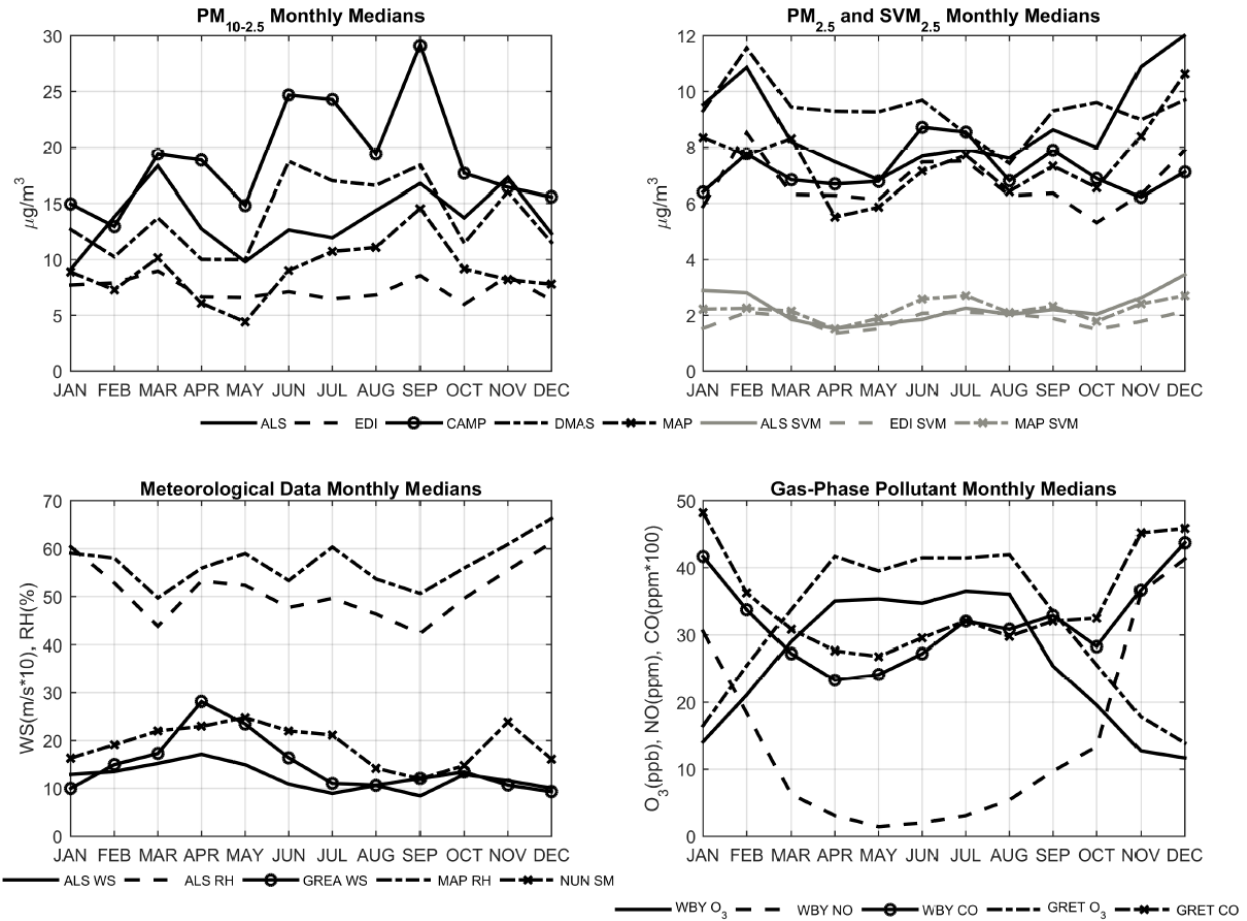 PM10-2.5 Monthly Medians
30
25
20
15
10
5
0
μg/m3
JAN FEB MAR APR MAY JUN JUL AUG SEP OCT NOV DEC
PM2.5 and SVM2.5 Monthly Medians
12
10
8
6
4
2
0
μg/m3
JAN FEB MAR APR MAY JUN JUL AUG SEP OCT NOV DEC
ALS EDI CAMP DMAS MAP ALS SVM EDI SVM MAP SVM
Meteorological Data Monthly Medians
70
60
50
40
30
20
10
0
WS(m/s*10), RH(%)
JAN FEB MAR APR MAY JUN JUL AUG SEP OCT NOV DEC
ALS WS ALS RH GREA WS MAP RH NUN SM
Gas-Phase Pollutant Monthly Medians
50
40
30
20
10
0
O3(ppb), NO(ppm), CO(ppm*100)
JAN FEB MAR APR MAY JUN JUL AUG SEP OCT NOV DEC
WBY O3 WBY NO WBY CO GRET O3 GRET CO